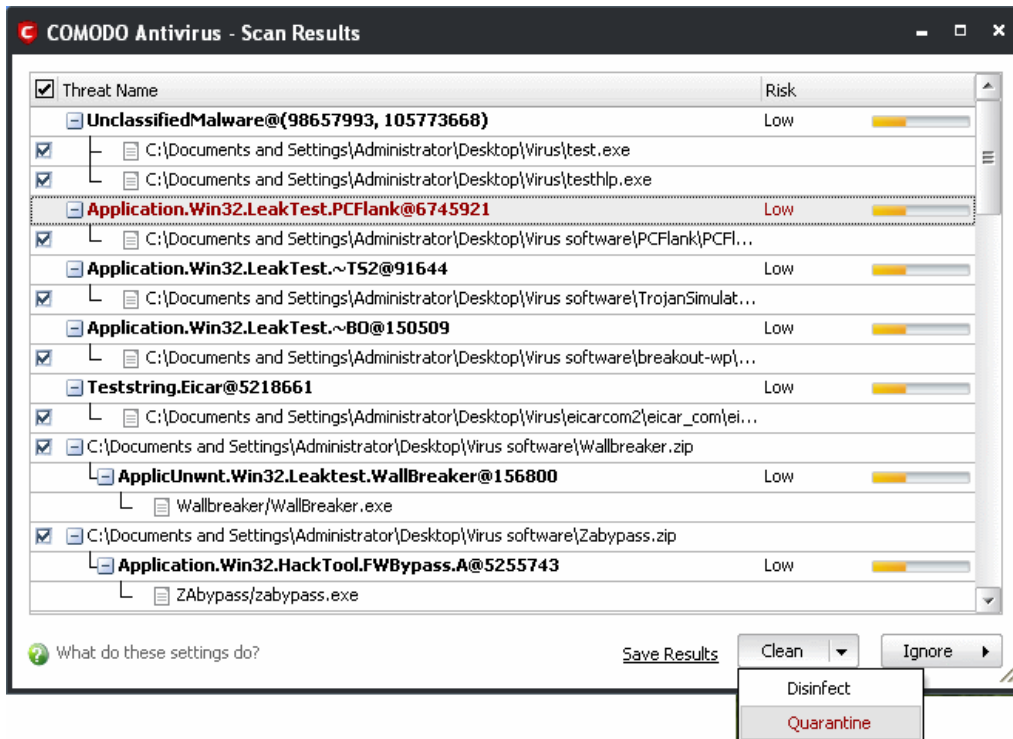 COMODO Antivirus - Scan Results
Threat Name Risk
UnclassifiedMalware@(98657993, 105773668) Low
C:\Documents and Settings\Administrator\Desktop\Virus\test.exe
C:\Documents and Settings\Administrator\Desktop\Virus\testhlp.exe
Application.Win32.LeakTest.PCFlank@6745921 Low
C:\Documents and Settings\Administrator\Desktop\Virus software\PCFlank\PCFl...
Application.Win32.LeakTest.~TS2@91644 Low
C:\Documents and Settings\Administrator\Desktop\Virus software\TrojanSimulat...
Application.Win32.LeakTest.~BO@150509 Low
C:\Documents and Settings\Administrator\Desktop\Virus software\breakout-wp\...
Teststring.Eicar@5218661 Low
C:\Documents and Settings\Administrator\Desktop\Virus\eicarcom2\eicar_com\ei...
C:\Documents and Settings\Administrator\Desktop\Virus software\Wallbreaker.zip
ApplicUnwnt.Win32.Leaktest.WallBreaker@156800 Low
Wallbreaker/WallBreaker.exe
C:\Documents and Settings\Administrator\Desktop\Virus software\Zabypass.zip
Application.Win32.HackTool.FWBypass.A@5255743 Low
ZAbypass/zabypass.exe
What do these settings do? Save Results Clean Ignore
Disinfect
Quarantine